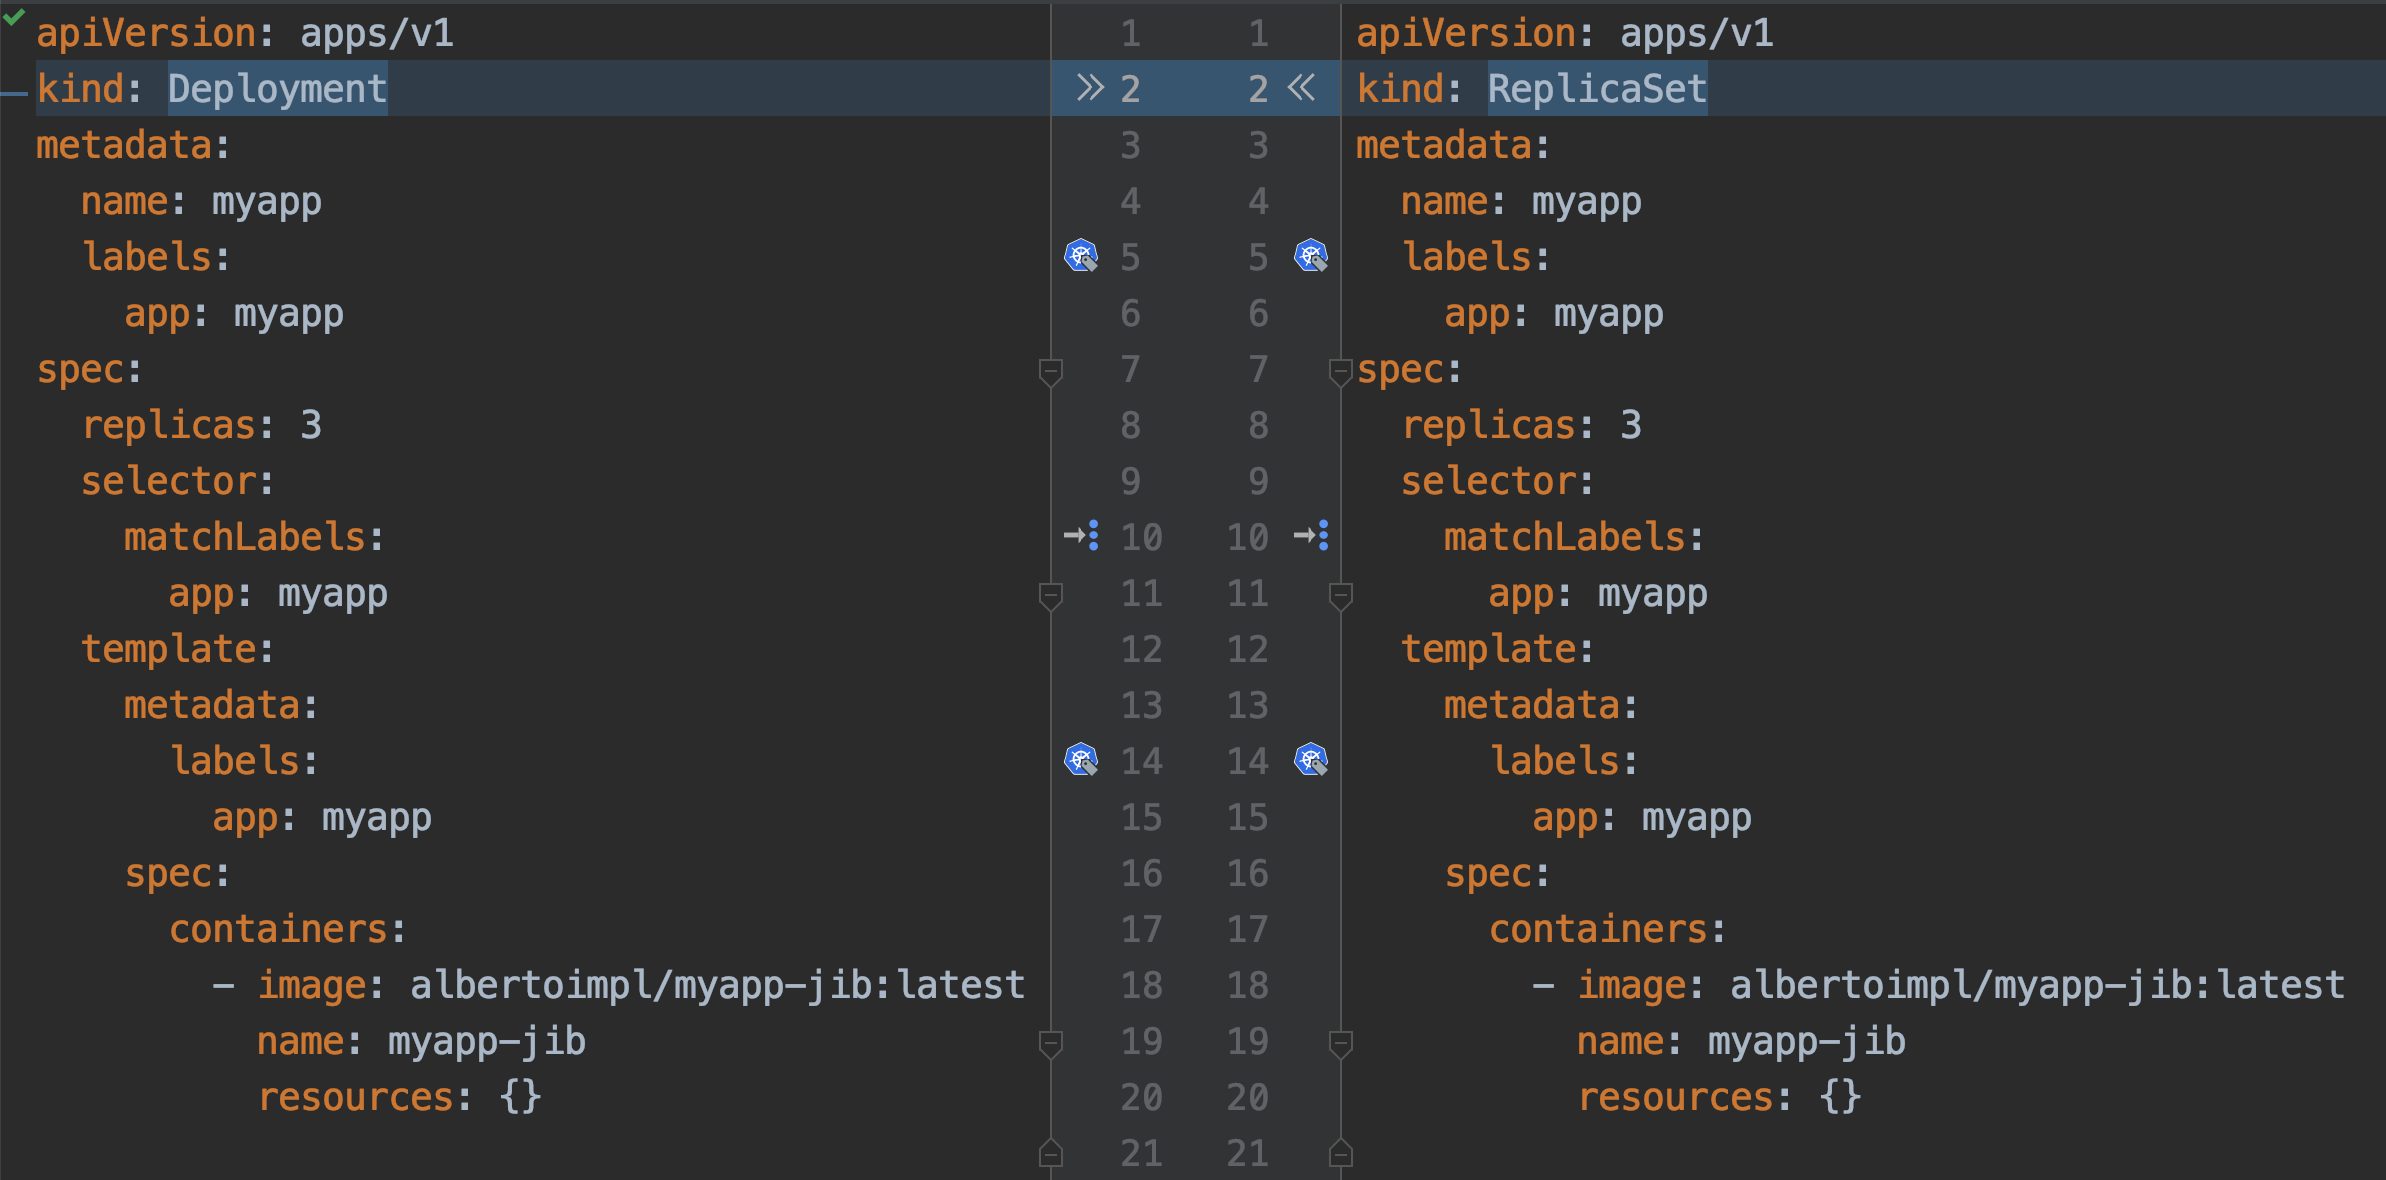 apiVersion: apps/v1
kind: Deployment
metadata:
  name: myapp
  labels:
    app: myapp
spec:
  replicas: 3
  selector:
    matchLabels:
      app: myapp
  template:
    metadata:
      labels:
        app: myapp
    spec:
      containers:
        - image: albertoimpl/myapp-jib:latest
          name: myapp-jib
          resources: {}
1 1
2 2
3 3
4 4
5 5
6 6
7 7
8 8
9 9
10 10
11 11
12 12
13 13
14 14
15 15
16 16
17 17
18 18
19 19
20 20
21 21
apiVersion: apps/v1
kind: ReplicaSet
metadata:
  name: myapp
  labels:
    app: myapp
spec:
  replicas: 3
  selector:
    matchLabels:
      app: myapp
  template:
    metadata:
      labels:
        app: myapp
    spec:
      containers:
        - image: albertoimpl/myapp-jib:latest
          name: myapp-jib
          resources: {}